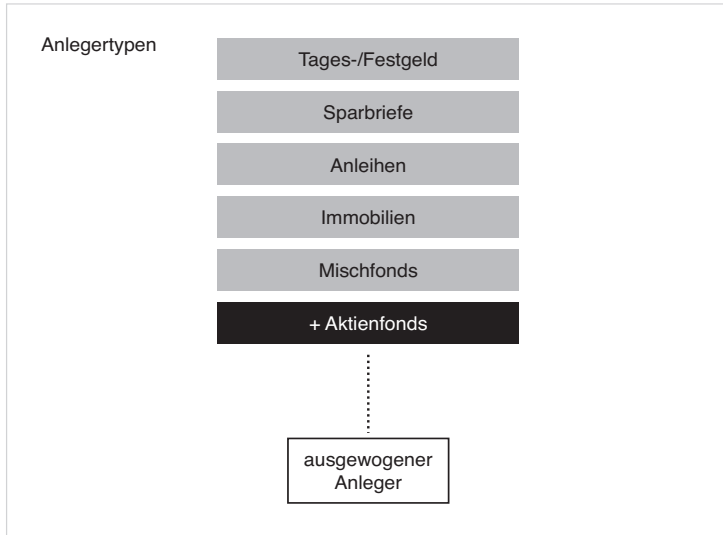 Anlegertypen
Tages-/Festgeld
Sparbriefe
Anleihen
Immobilien
Mischfonds
+ Aktienfonds
ausgewogener
Anleger